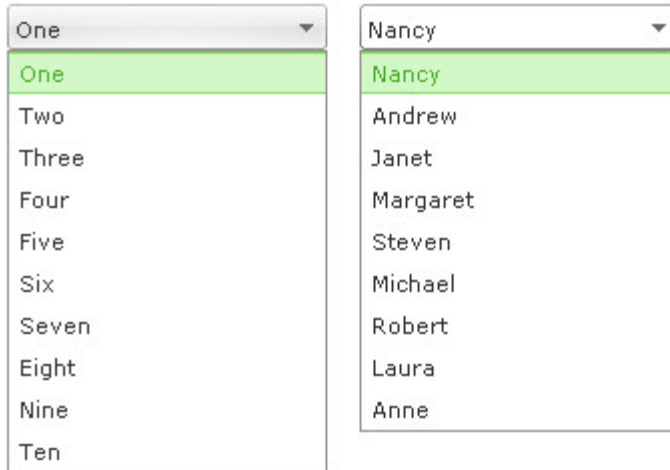 One
One
Two
Three
Four
Five
Six
Seven
Eight
Nine
Ten
Nancy
Nancy
Andrew
Janet
Margaret
Steven
Michael
Robert
Laura
Anne